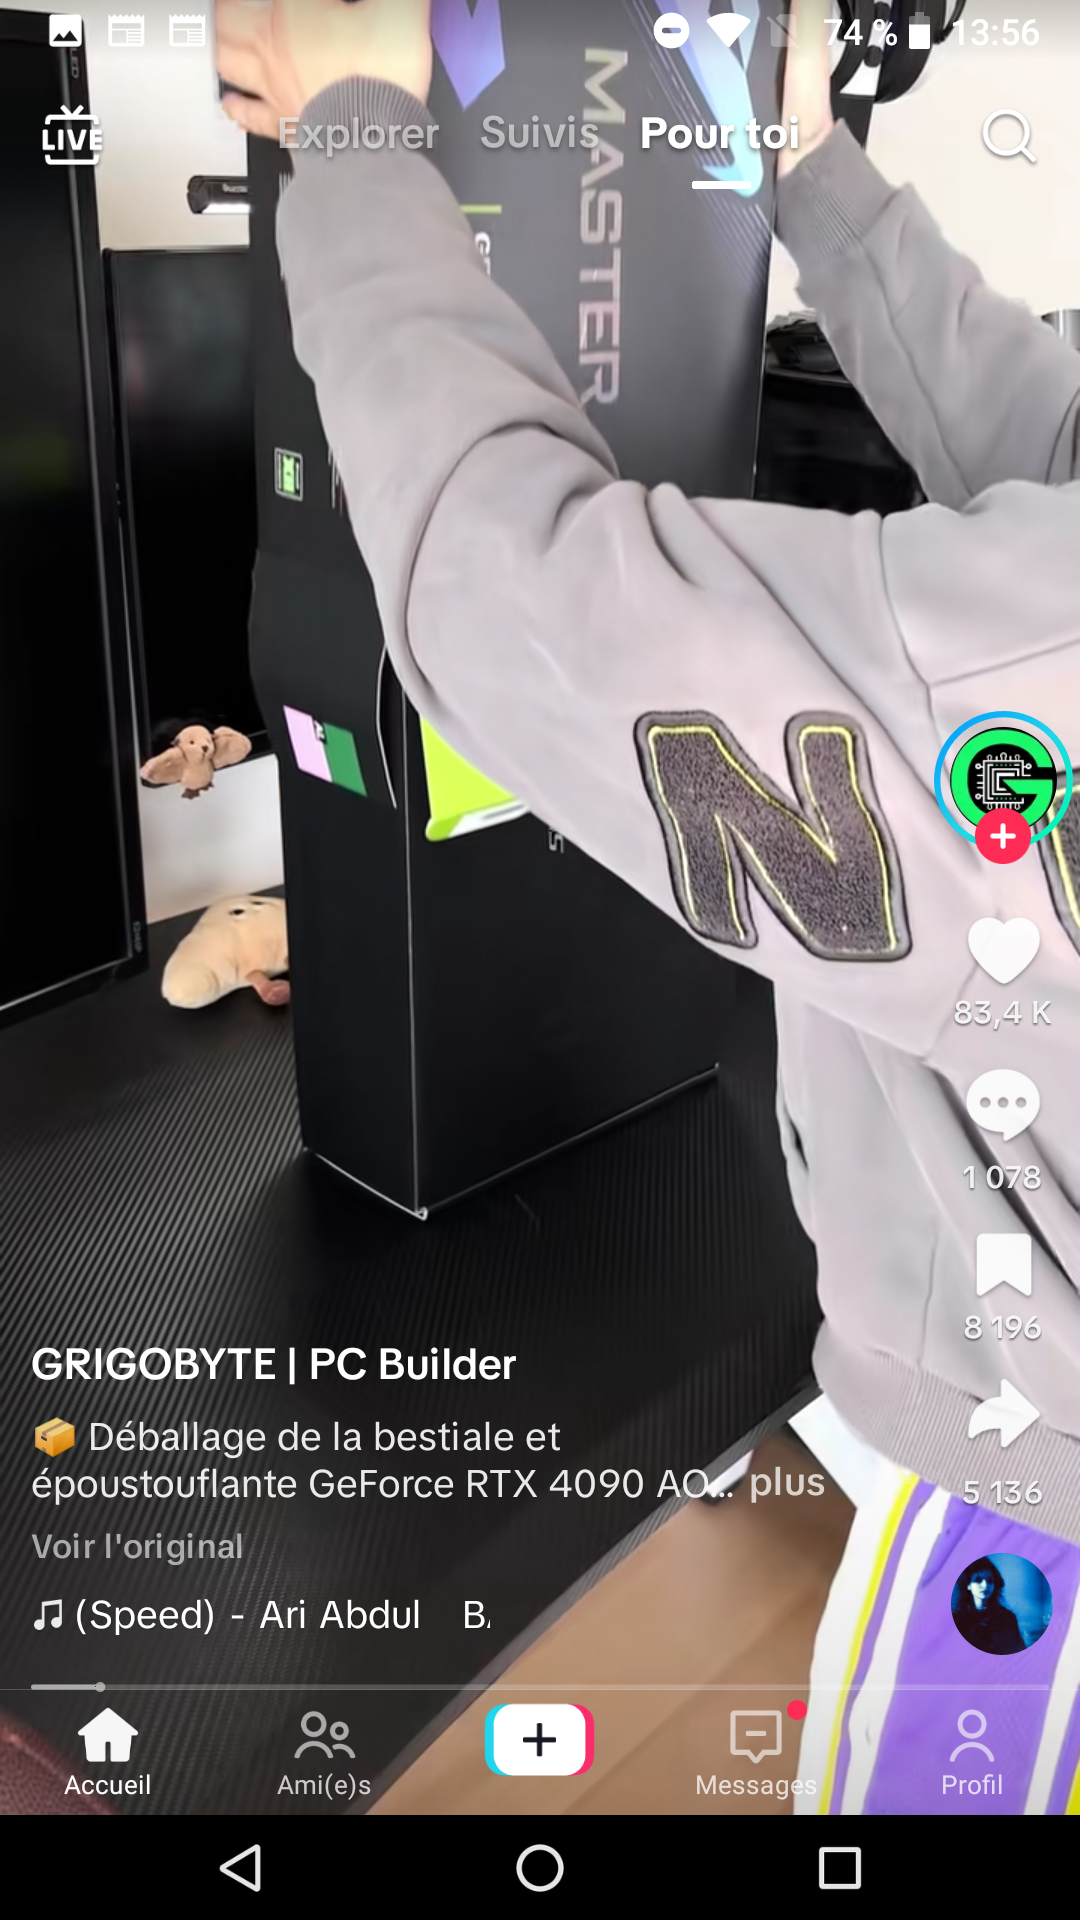 74 % 13:56
LIVE Explorer Suivis Pour toi
MASTER
N
83,4 K
1 078
8 196
5 136
GRIGOBYTE | PC Builder
📦 Déballage de la bestiale et
époustouflante GeForce RTX 4090 AO... plus
Voir l'original
(Speed) - Ari Abdul
Accueil
Ami(e)s
Messages
Profil